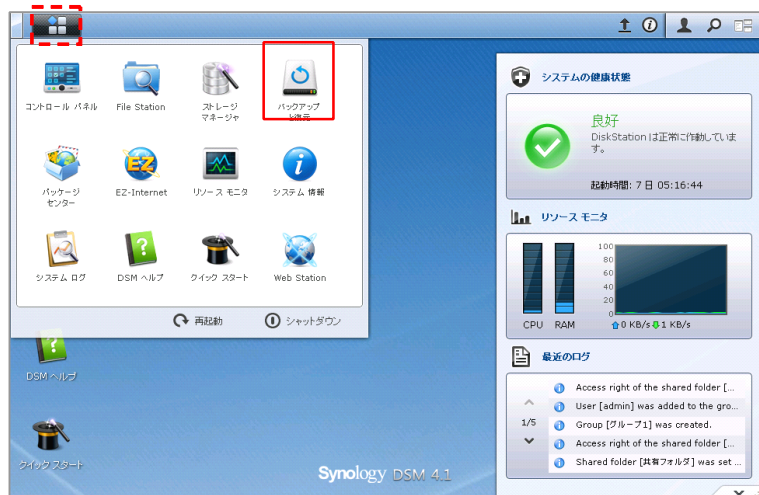 コントロール パネル
File Station
ストレージ
マネージャ
バックアップ
と復元
パッケージ
センター
EZ-Internet
リソース モニタ
システム 情報
システム ログ
DSM ヘルプ
クイック スタート
Web Station
再起動
シャットダウン
DSM ヘルプ
クイック スタート
Synology DSM 4.1
システムの健康状態
良好
DiskStation は正常に作動していま
す。
起動時間: 7 日 05:16:44
リソース モニタ
100
80
60
40
20
0
CPU
RAM
0 KB/s
1 KB/s
最近のログ
Access right of the shared folder [...
User [admin] was added to the gro...
1/5
Group [グループ1] was created.
Access right of the shared folder [...
Shared folder [共有フォルダ] was set ...